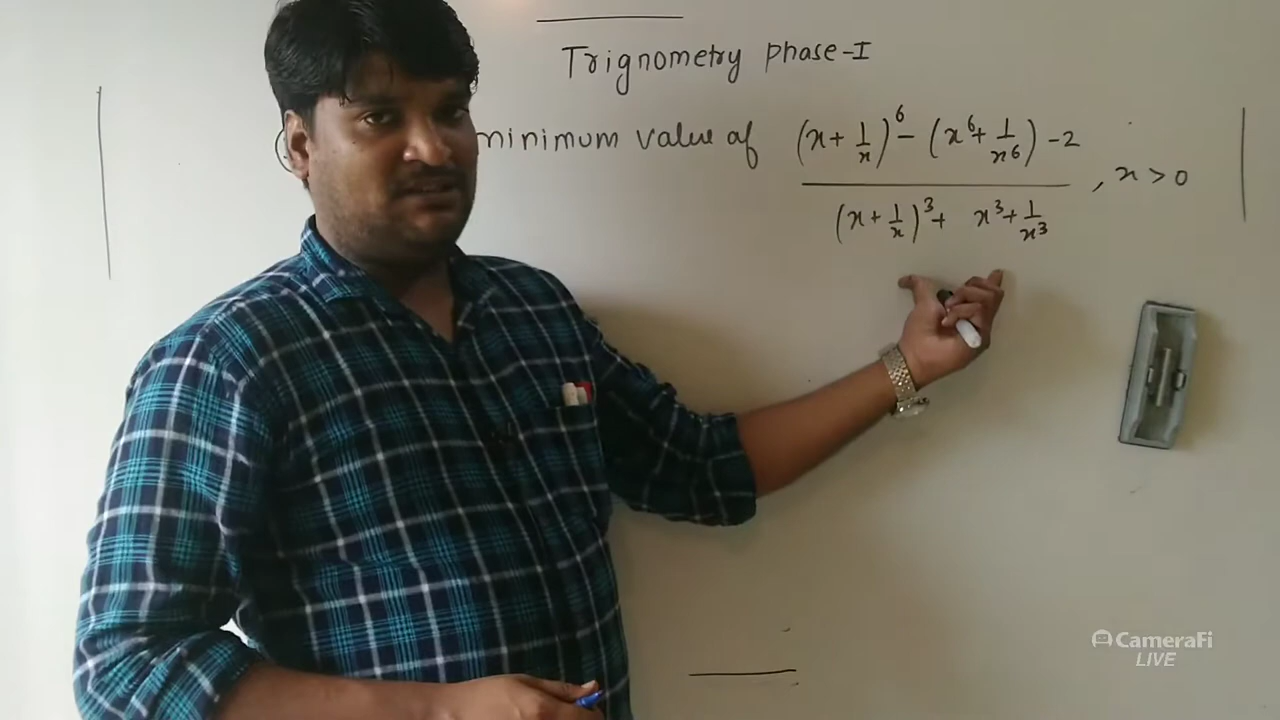 Trignometry phase-I
minimum value of ((x + 1/x)^6 - (x^6 + 1/x^6) - 2) / ((x + 1/x)^3 + x^3 + 1/x^3) , x > 0
CameraFi
LIVE